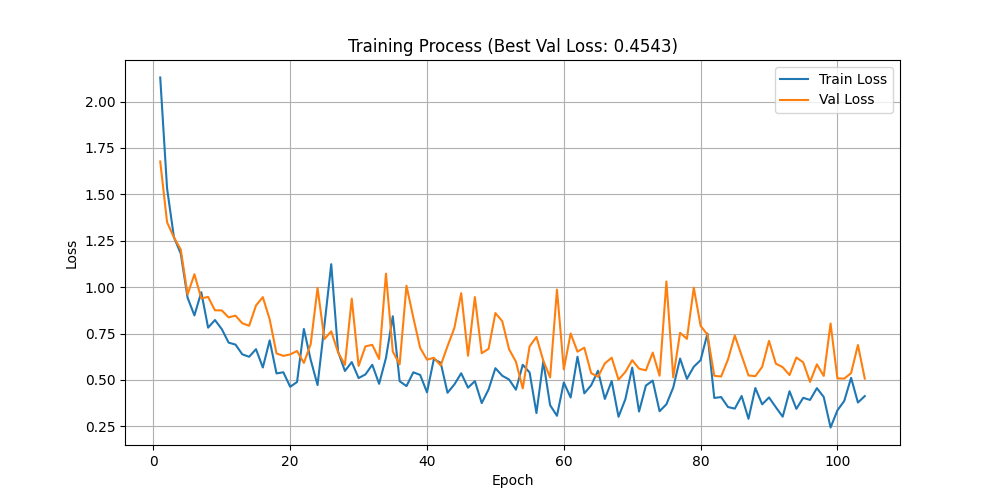 Training Process (Best Val Loss: 0.4543)
Train Loss
Val Loss
2.00
1.75
1.50
1.25
1.00
0.75
0.50
0.25
Loss
0 20 40 60 80 100
Epoch